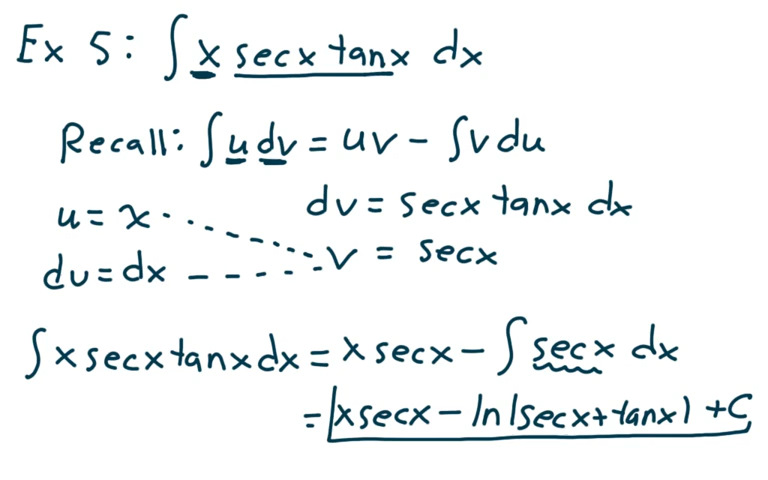 Ex 5: ∫ x secx tanx dx
Recall: ∫ u dv = uv - ∫ v du
u = x dv = secx tanx dx
du = dx v = secx
∫ x secx tanx dx = x secx - ∫ secx dx
= x secx - ln|secx + tanx| + C